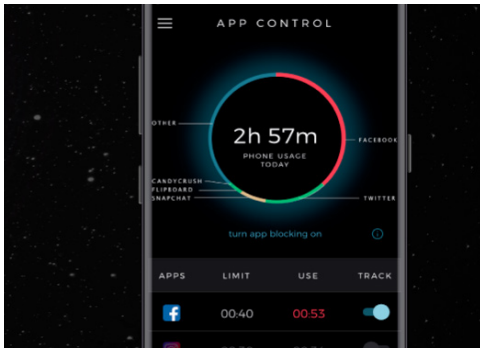 APP CONTROL
OTHER
2h 57m
PHONE USAGE
TODAY
FACEBOOK
CANDYCRUSH
FLIPBOARD
SNAPCHAT
TWITTER
turn app blocking on
APPS LIMIT USE TRACK
00:40 00:53